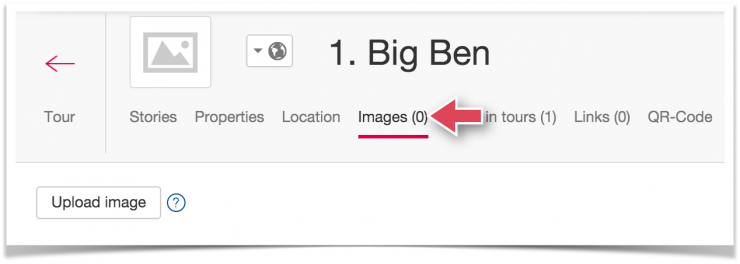 1. Big Ben
Tour Stories Properties Location Images (0) in tours (1) Links (0) QR-Code
Upload image ?